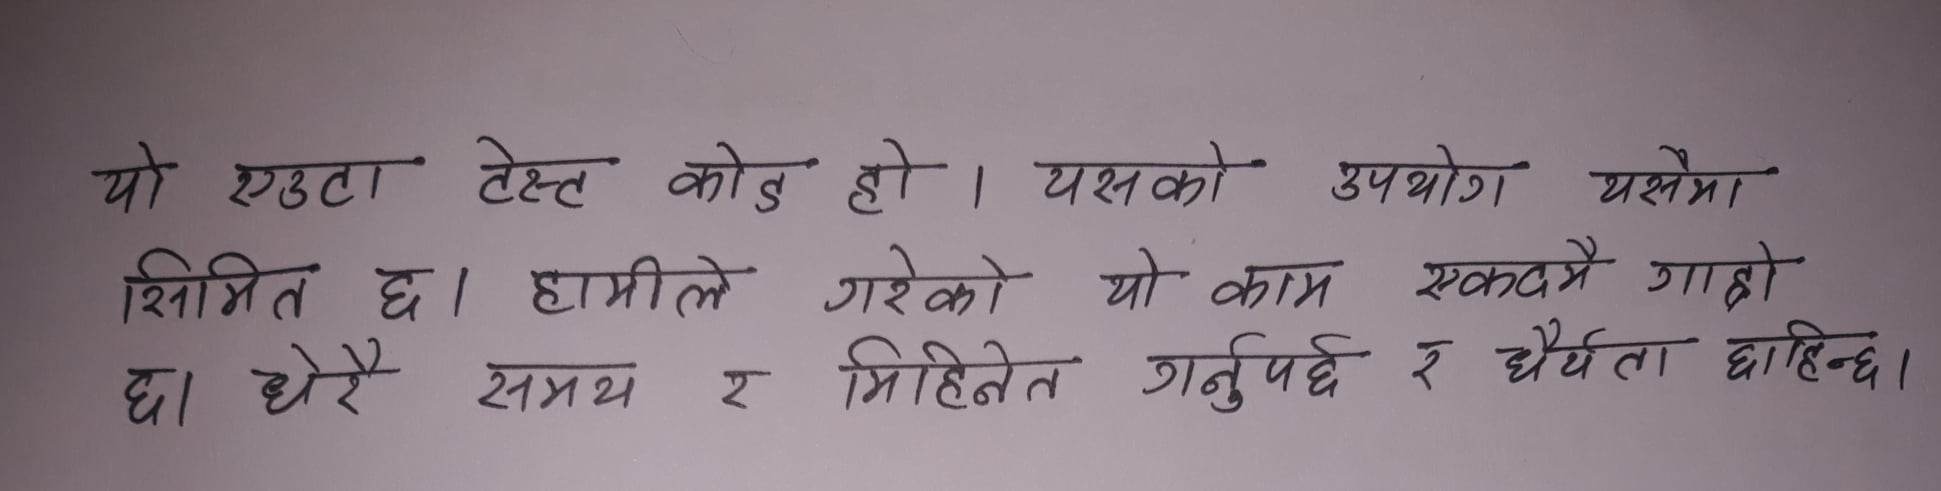 यो एउटा टेस्ट कोड हो । यसको उपयोग यसैमा
सिमित छ। हामीले गरेको यो काम एकदमै गाह्रो
छ। धेरै समय र मिहिनेत गर्नुपर्छ र धैर्यता छाहिन्छ।